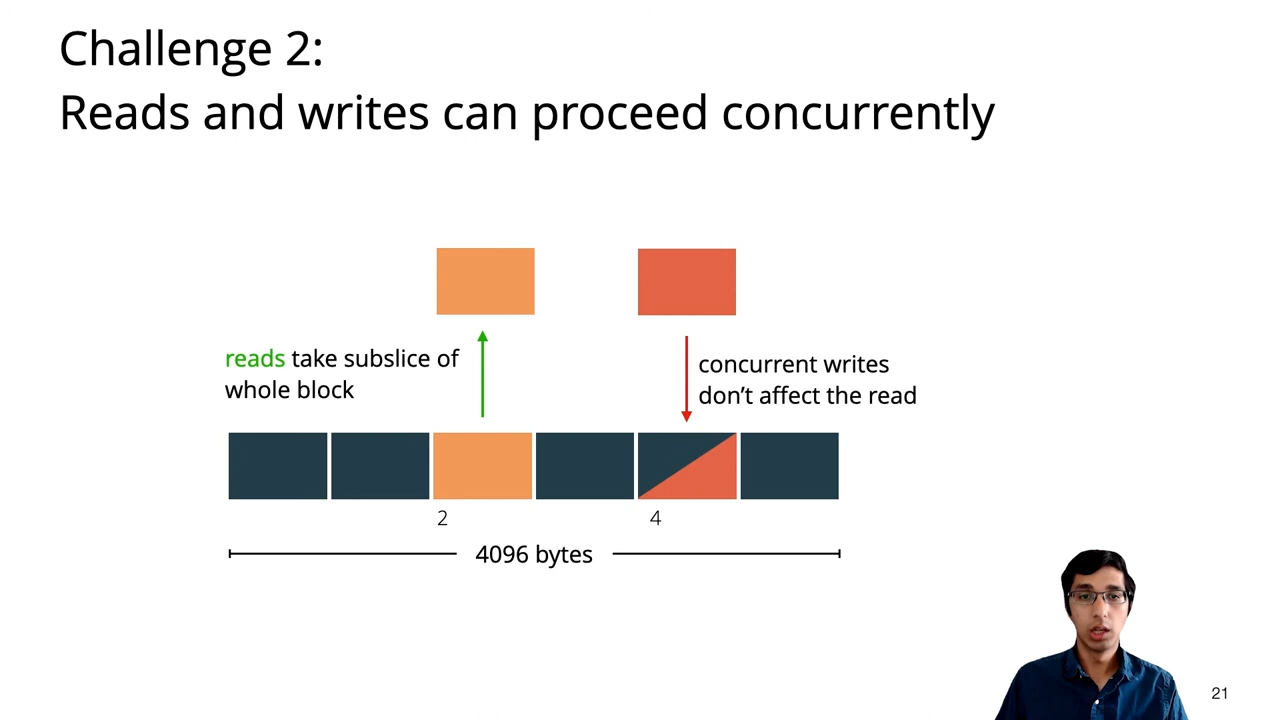 Challenge 2:
Reads and writes can proceed concurrently
reads take subslice of
whole block
concurrent writes
don’t affect the read
2
4
4096 bytes
21